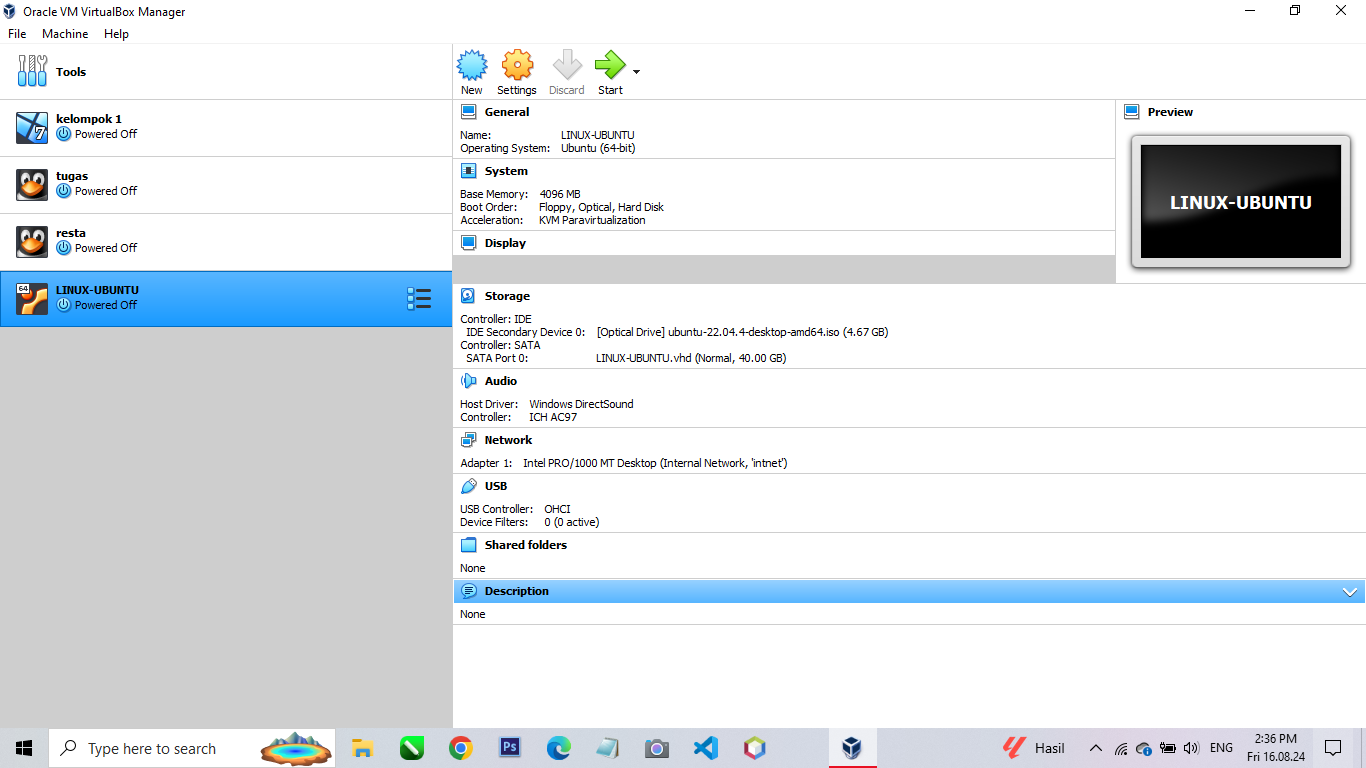 Oracle VM VirtualBox Manager
File Machine Help
Tools
kelompok 1
Powered Off
tugas
Powered Off
resta
Powered Off
64
LINUX-UBUNTU
Powered Off
New Settings Discard Start
General
Name: LINUX-UBUNTU
Operating System: Ubuntu (64-bit)
System
Base Memory: 4096 MB
Boot Order: Floppy, Optical, Hard Disk
Acceleration: KVM Paravirtualization
Display
Preview
LINUX-UBUNTU
Storage
Controller: IDE
IDE Secondary Device 0: [Optical Drive] ubuntu-22.04.4-desktop-amd64.iso (4.67 GB)
Controller: SATA
SATA Port 0: LINUX-UBUNTU.vhd (Normal, 40.00 GB)
Audio
Host Driver: Windows DirectSound
Controller: ICH AC97
Network
Adapter 1: Intel PRO/1000 MT Desktop (Internal Network, 'intnet')
USB
USB Controller: OHCI
Device Filters: 0 (0 active)
Shared folders
None
Description
None
Type here to search
Ps
Hasil
ENG
2:36 PM
Fri 16.08.24